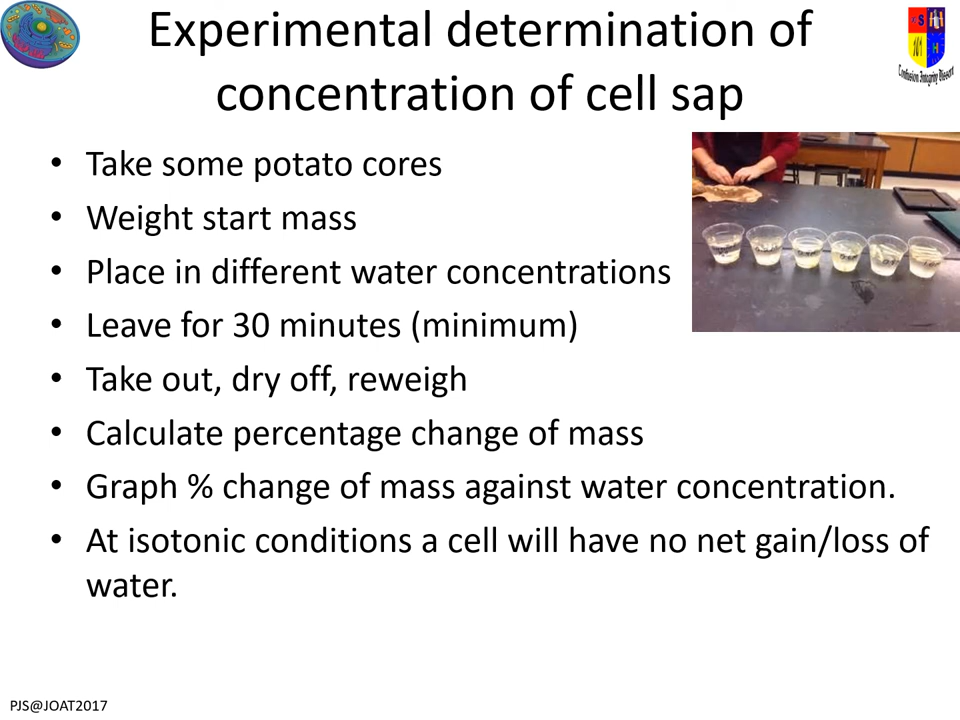 Experimental determination of
concentration of cell sap
• Take some potato cores
• Weight start mass
• Place in different water concentrations
• Leave for 30 minutes (minimum)
• Take out, dry off, reweigh
• Calculate percentage change of mass
• Graph % change of mass against water concentration.
• At isotonic conditions a cell will have no net gain/loss of
water.
PJS@JOAT2017